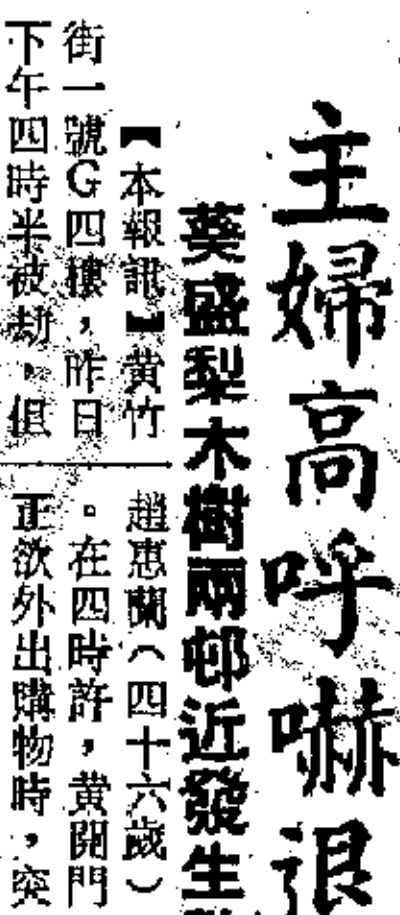 主婦高呼嚇退
葵盛梨木樹兩邨近發生
【本報訊】黃竹
街一號G四樓，昨日
下午四時半被劫，但
趙惠蘭（四十六歲）
。在四時許，黃開門
正欲外出購物時，突